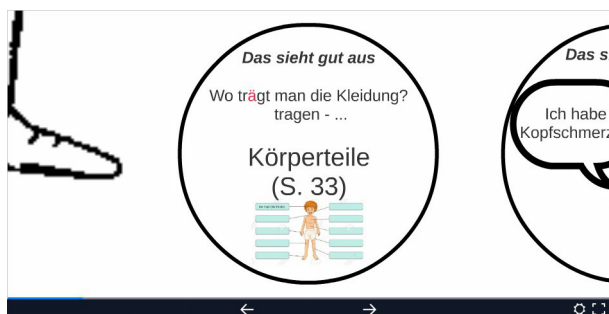 Das sieht gut aus
Wo trägt man die Kleidung?
tragen - ...
Körperteile
(S. 33)
Das s
Ich habe
Kopfschmerz